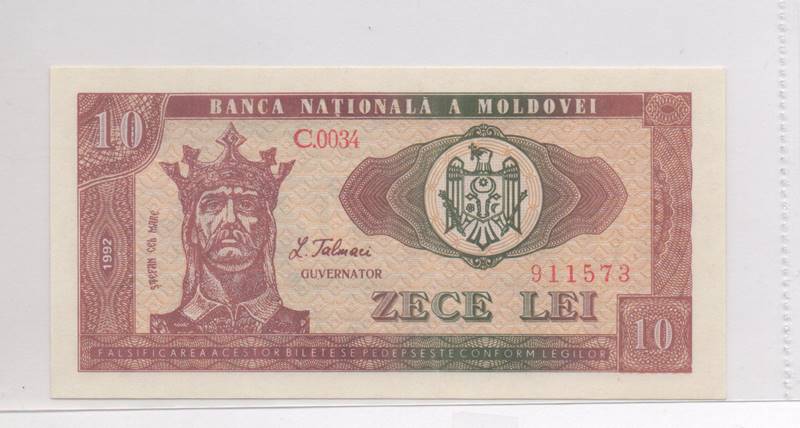 BANCA NAȚIONALĂ A MOLDOVEI
10
C.0034
1992
ȘTEFAN CEL MARE
L. Talmaci
GUVERNATOR
911573
ZECE LEI
10
FALSIFICAREA ACESTOR BILETE SE PEDEPSEȘTE CONFORM LEGILOR